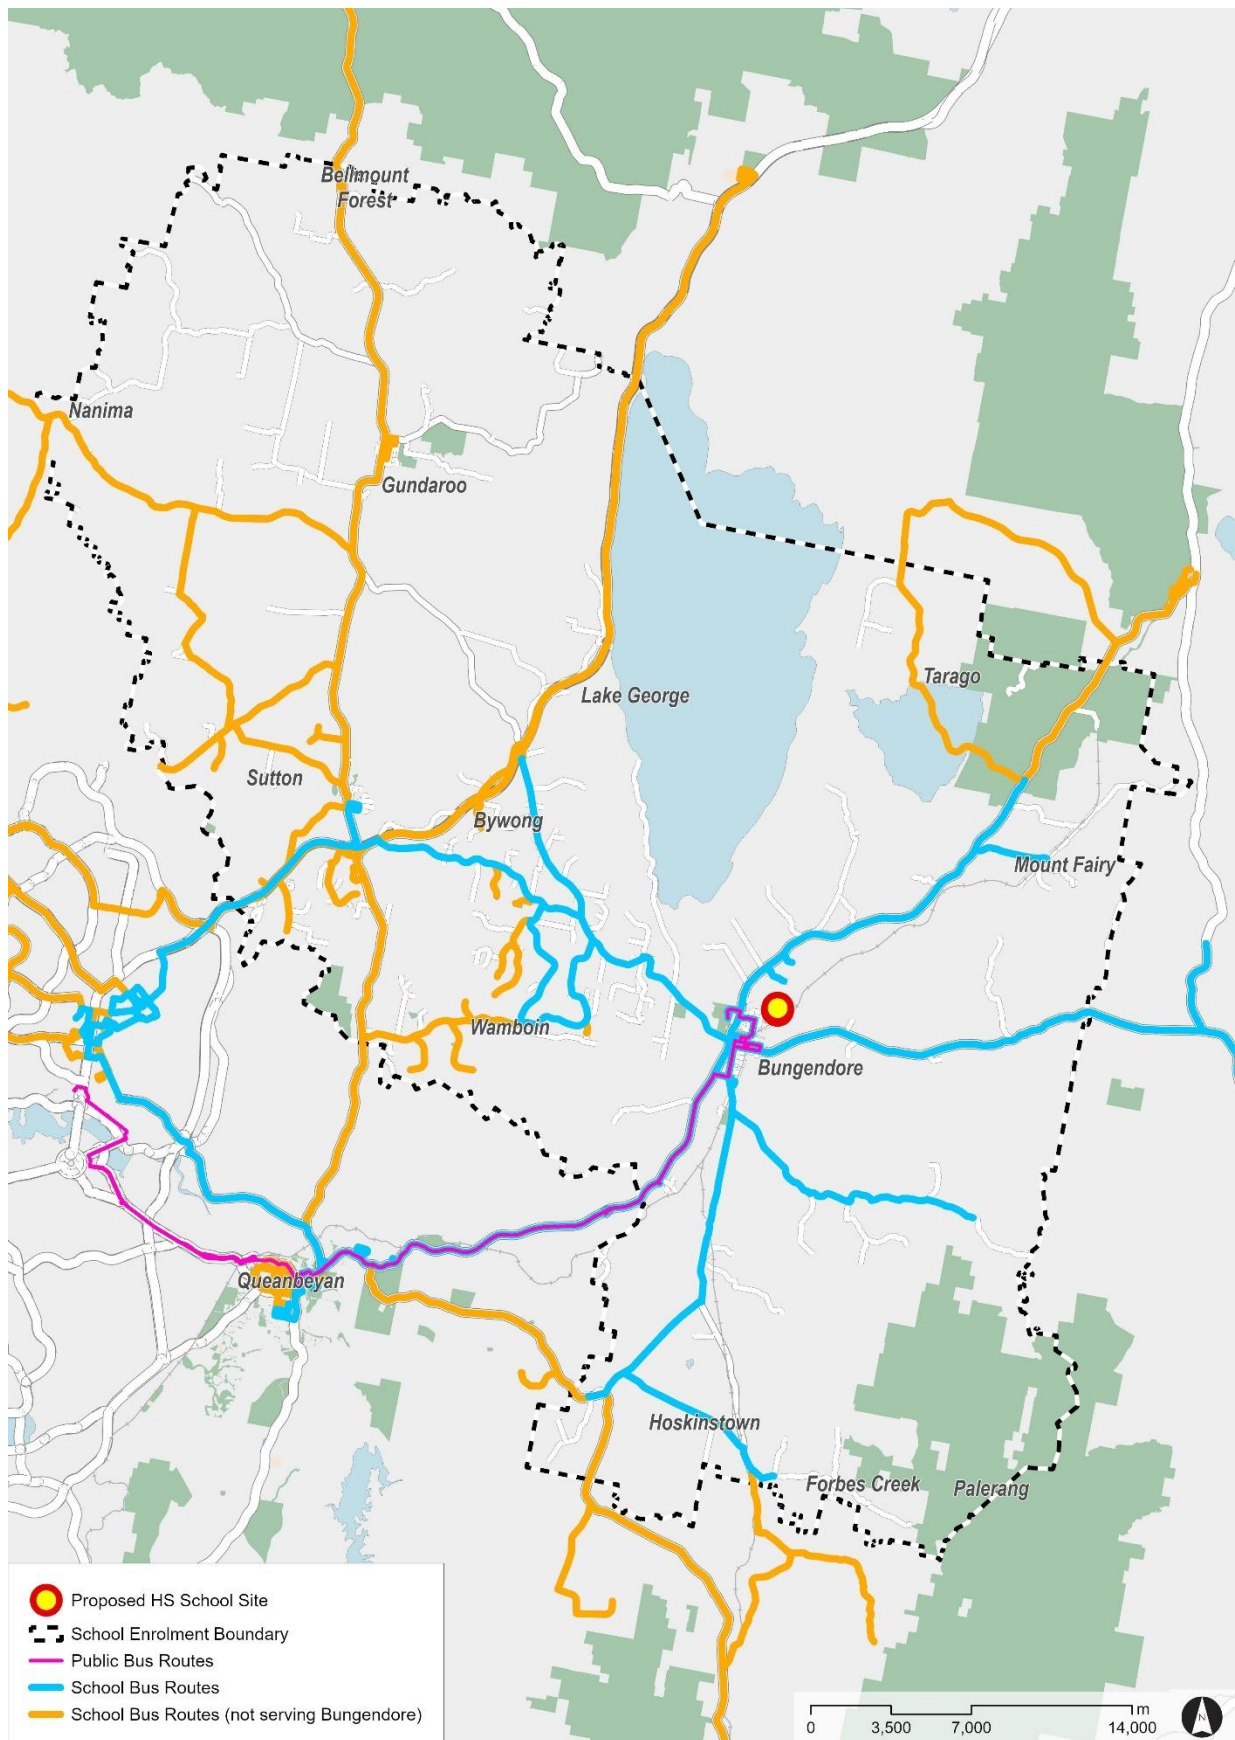 Bellmount
Forest
Nanima
Gundaroo
Tarago
Lake George
Sutton
Bywong
Mount Fairy
Wamboin
Bungendore
Queanbeyan
Hoskinstown
Forbes Creek
Palerang
Proposed HS School Site
School Enrolment Boundary
Public Bus Routes
School Bus Routes
School Bus Routes (not serving Bungendore)
m
0 3,500 7,000 14,000
N